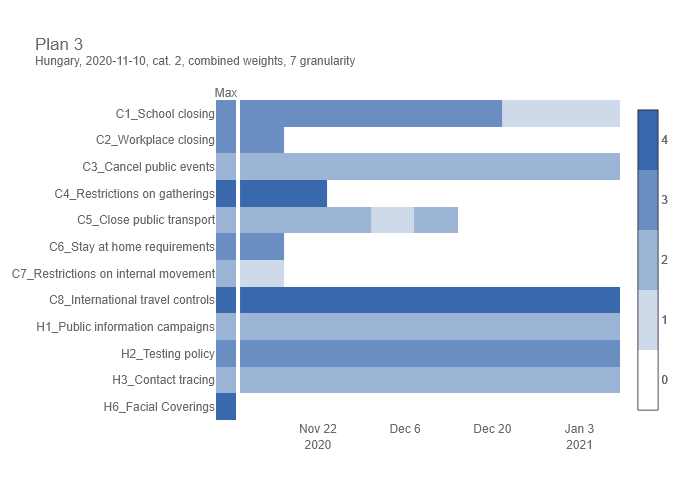 Plan 3
Hungary, 2020-11-10, cat. 2, combined weights, 7 granularity
Max
C1_School closing
C2_Workplace closing
C3_Cancel public events
C4_Restrictions on gatherings
C5_Close public transport
C6_Stay at home requirements
C7_Restrictions on internal movement
C8_International travel controls
H1_Public information campaigns
H2_Testing policy
H3_Contact tracing
H6_Facial Coverings
Nov 22 Dec 6 Dec 20 Jan 3
2020 2021
4
3
2
1
0